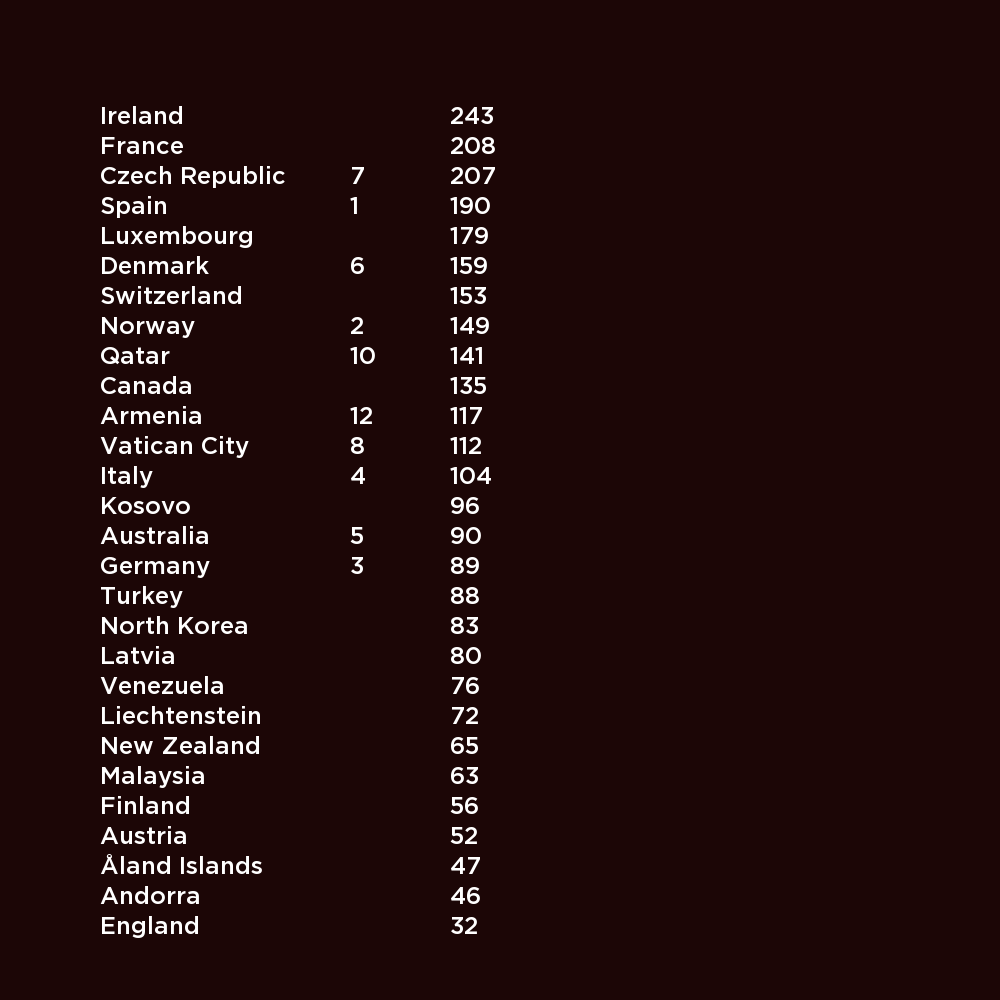 Ireland 243
France 208
Czech Republic 7 207
Spain 1 190
Luxembourg 179
Denmark 6 159
Switzerland 153
Norway 2 149
Qatar 10 141
Canada 135
Armenia 12 117
Vatican City 8 112
Italy 4 104
Kosovo 96
Australia 5 90
Germany 3 89
Turkey 88
North Korea 83
Latvia 80
Venezuela 76
Liechtenstein 72
New Zealand 65
Malaysia 63
Finland 56
Austria 52
Åland Islands 47
Andorra 46
England 32